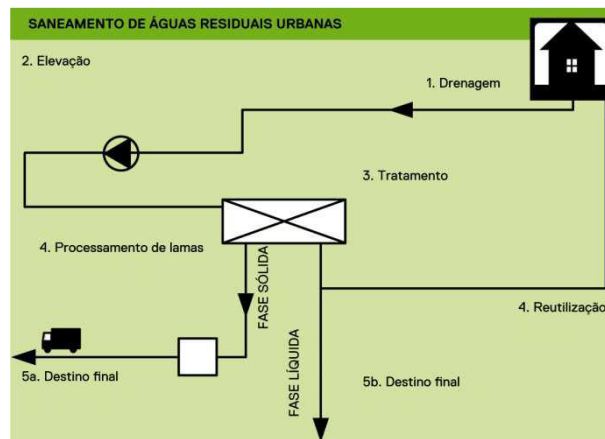 SANEAMENTO DE ÁGUAS RESIDUAIS URBANAS
2. Elevação
1. Drenagem
3. Tratamento
4. Processamento de lamas
FASE SÓLIDA
4. Reutilização
5a. Destino final
FASE LÍQUIDA
5b. Destino final